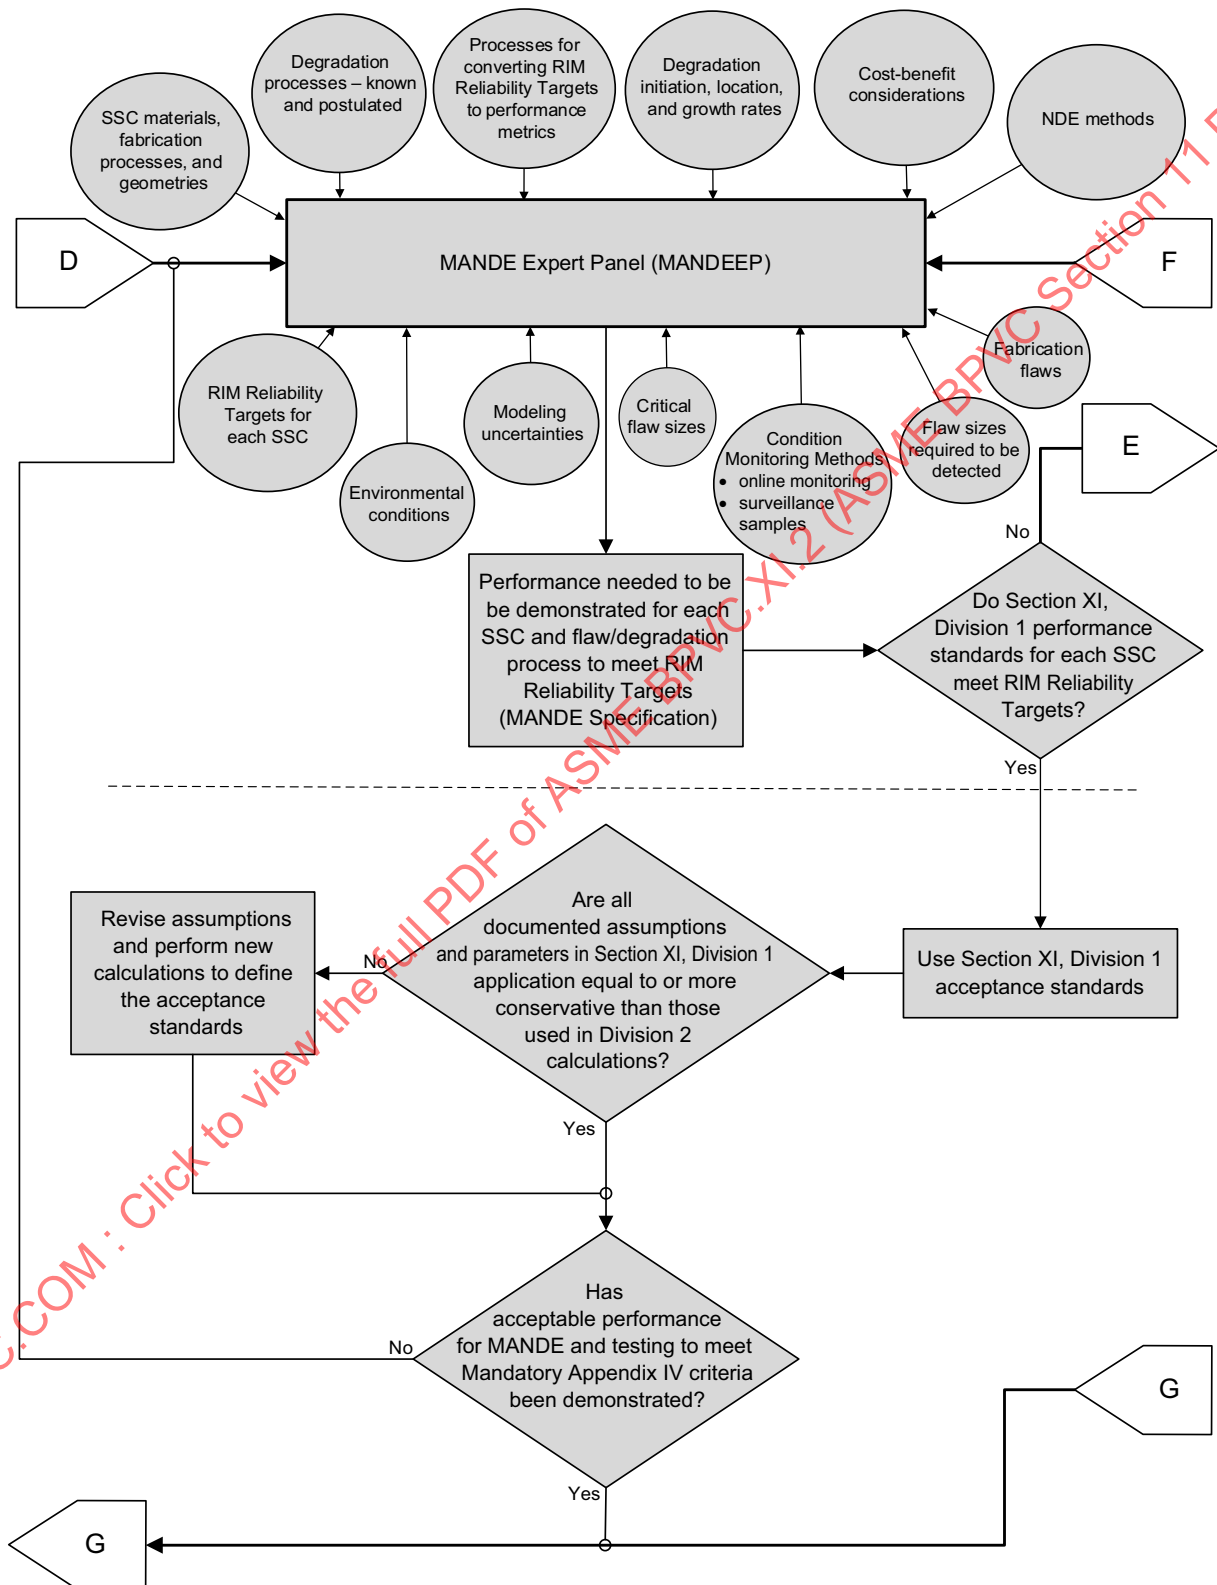 Degradation
processes – known
and postulated
Processes for
converting RIM
Reliability Targets
to performance
metrics
Degradation
initiation, location,
and growth rates
Cost-benefit
considerations
NDE methods
SSC materials,
fabrication
processes, and
geometries
D
MANDE Expert Panel (MANDEEP)
F
RIM Reliability
Targets for
each SSC
Environmental
conditions
Modeling
uncertainties
Critical
flaw sizes
Condition
Monitoring Methods
• online monitoring
• surveillance
samples
Flaw sizes
required to be
detected
Fabrication
flaws
E
No
Performance needed to be
be demonstrated for each
SSC and flaw/degradation
process to meet RIM
Reliability Targets
(MANDE Specification)
Do Section XI,
Division 1 performance
standards for each SSC
meet RIM Reliability
Targets?
Yes
Use Section XI, Division 1
acceptance standards
Are all
documented assumptions
and parameters in Section XI, Division 1
application equal to or more
conservative than those
used in Division 2
calculations?
No
Revise assumptions
and perform new
calculations to define
the acceptance
standards
Yes
Has
acceptable performance
for MANDE and testing to meet
Mandatory Appendix IV criteria
been demonstrated?
No
Yes
G
G
C.COM : Click to view the full PDF of ASME BPVC.XI.2 (ASME BPVC Section 11 D